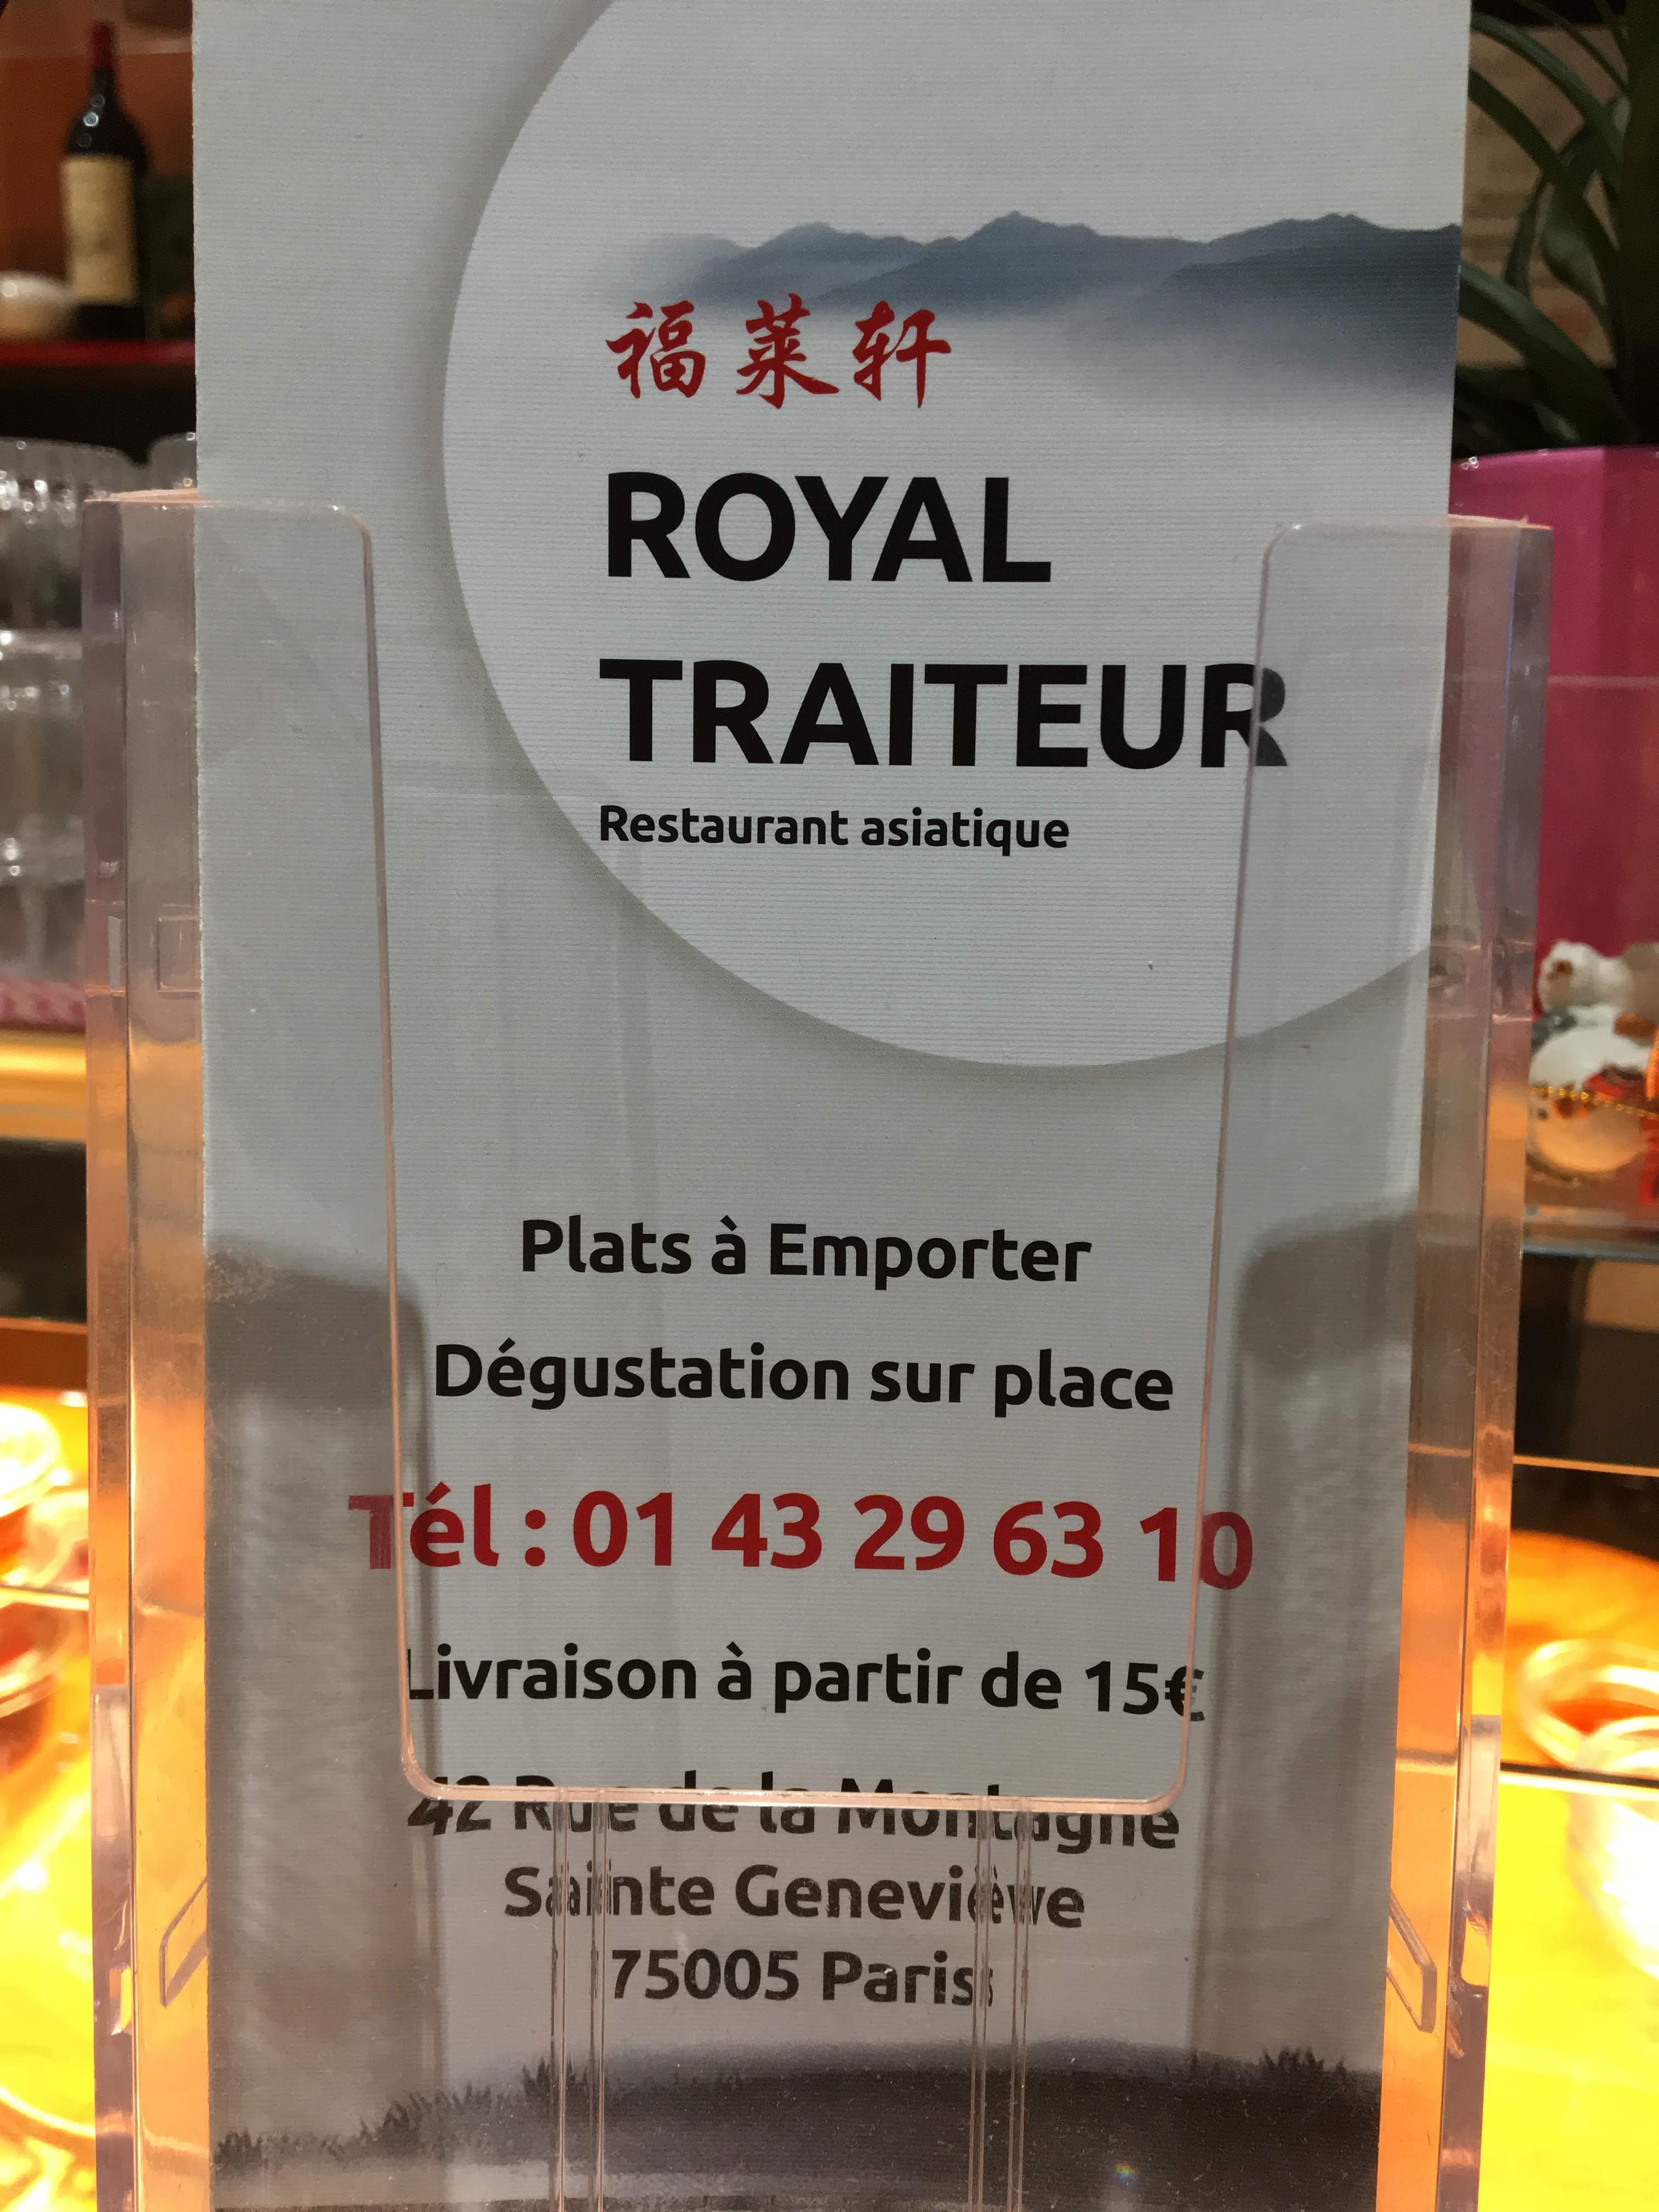 福莱轩
ROYAL
TRAITEUR
Restaurant asiatique
Plats à Emporter
Dégustation sur place
Tél : 01 43 29 63 10
Livraison à partir de 15€
42 Rue de la Montagne
Sainte Geneviève
75005 Paris